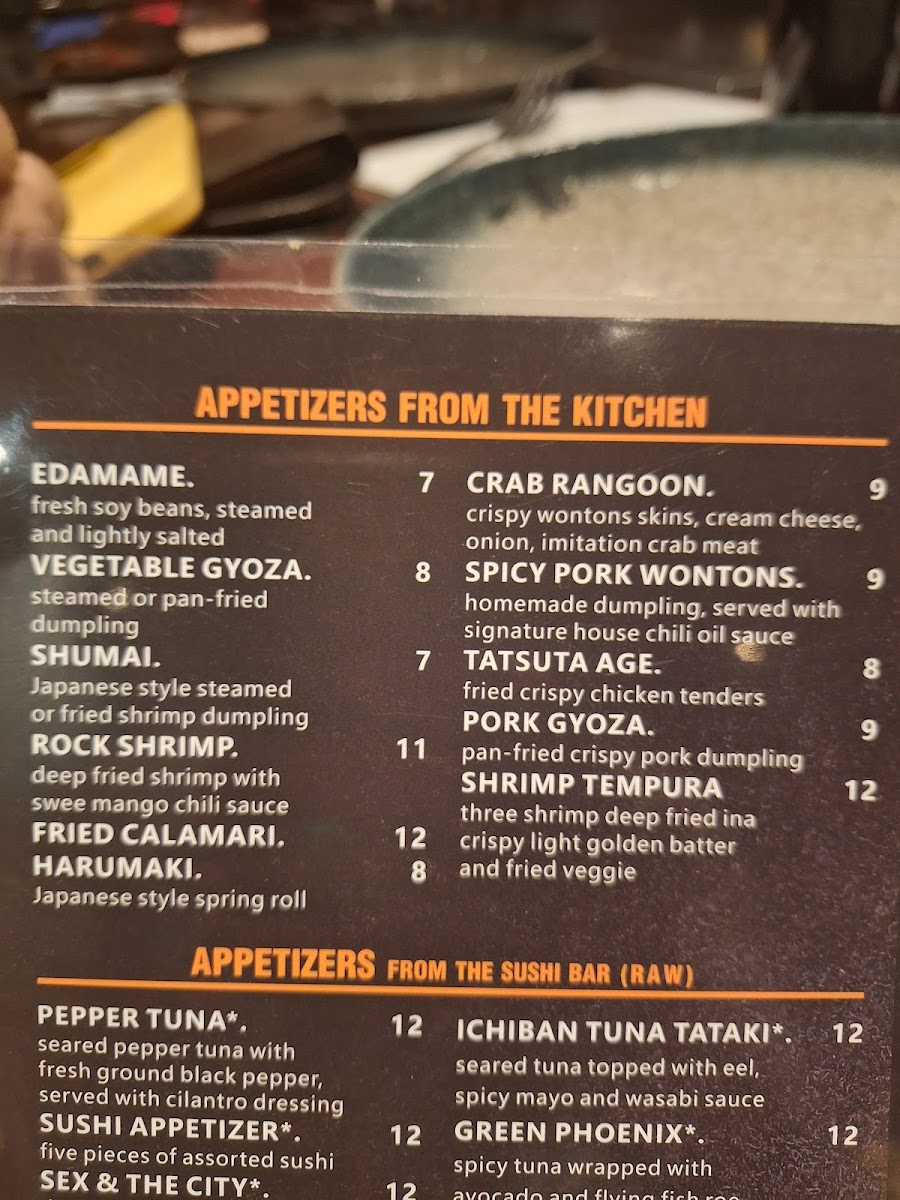 APPETIZERS FROM THE KITCHEN
EDAMAME. 7
fresh soy beans, steamed
and lightly salted
VEGETABLE GYOZA. 8
steamed or pan-fried
dumpling
SHUMAI. 7
Japanese style steamed
or fried shrimp dumpling
ROCK SHRIMP. 11
deep fried shrimp with
swee mango chili sauce
FRIED CALAMARI. 12
HARUMAKI. 8
Japanese style spring roll
CRAB RANGOON. 9
crispy wontons skins, cream cheese,
onion, imitation crab meat
SPICY PORK WONTONS. 9
homemade dumpling, served with
signature house chili oil sauce
TATSUTA AGE. 8
fried crispy chicken tenders
PORK GYOZA. 9
pan-fried crispy pork dumpling
SHRIMP TEMPURA 12
three shrimp deep fried ina
crispy light golden batter
and fried veggie
APPETIZERS FROM THE SUSHI BAR (RAW)
PEPPER TUNA*. 12
seared pepper tuna with
fresh ground black pepper,
served with cilantro dressing
SUSHI APPETIZER*. 12
five pieces of assorted sushi
SEX & THE CITY*. 12
ICHIBAN TUNA TATAKI*. 12
seared tuna topped with eel,
spicy mayo and wasabi sauce
GREEN PHOENIX*. 12
spicy tuna wrapped with
avocado and flying fish roe